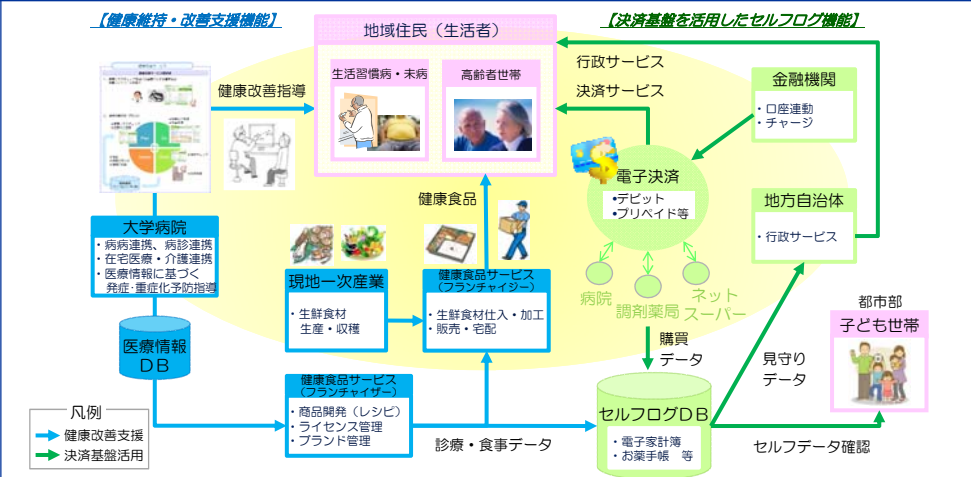 【健康維持・改善支援機能】
【決済基盤を活用したセルフログ機能】
地域住民（生活者）
生活習慣病・未病
高齢者世帯
健康改善指導
行政サービス
決済サービス
金融機関
・口座連動
・チャージ
電子決済
•デビット
•プリペイド等
地方自治体
・行政サービス
健康食品
大学病院
・病病連携、病診連携
・在宅医療・介護連携
・医療情報に基づく
発症・重症化予防指導
現地一次産業
・生鮮食材
生産・収穫
健康食品サービス
（フランチャイジー）
・生鮮食材仕入・加工
・販売・宅配
病院
調剤薬局
ネット
スーパー
購買
データ
見守り
データ
都市部
子ども世帯
医療情報
ＤＢ
健康食品サービス
（フランチャイザー）
・商品開発（レシピ）
・ライセンス管理
・ブランド管理
診療・食事データ
セルフログＤＢ
・電子家計簿
・お薬手帳　等
セルフデータ確認
凡例
健康改善支援
決済基盤活用